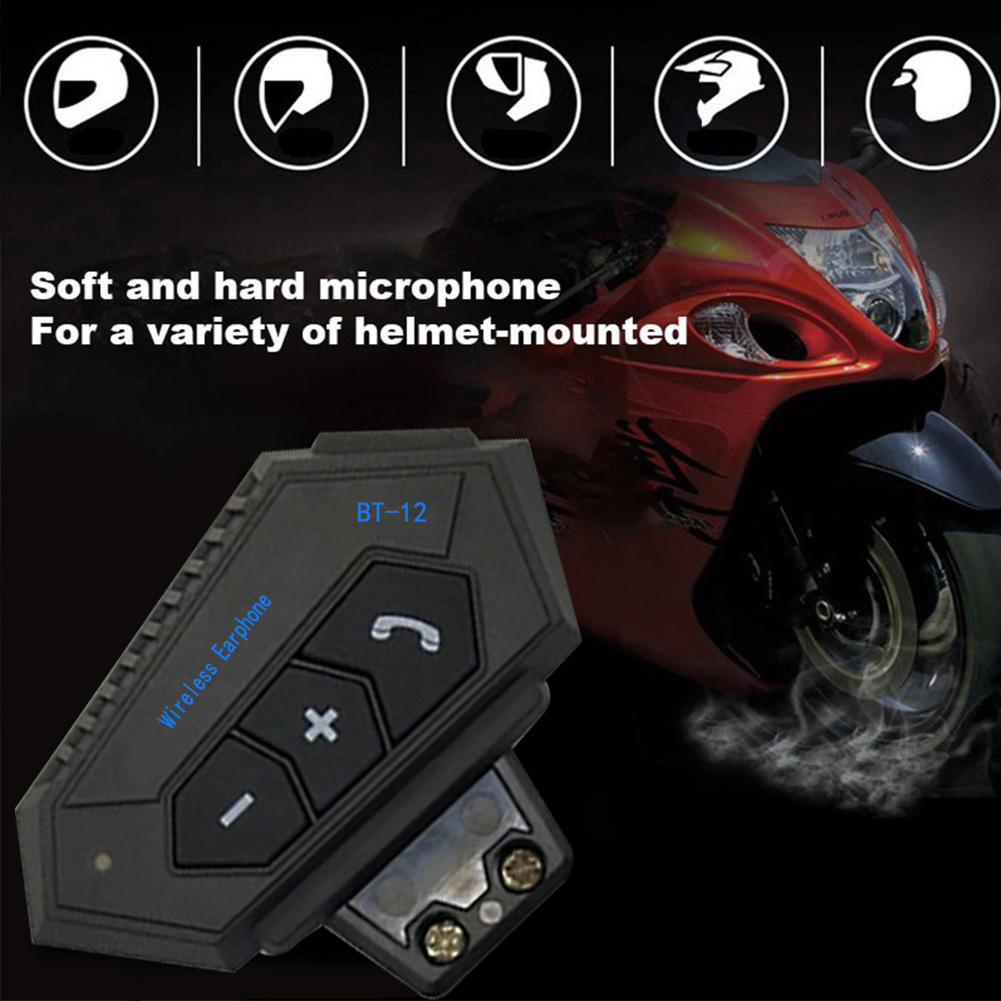 Soft and hard microphone
For a variety of helmet-mounted
BT-12
Wireless Earphone